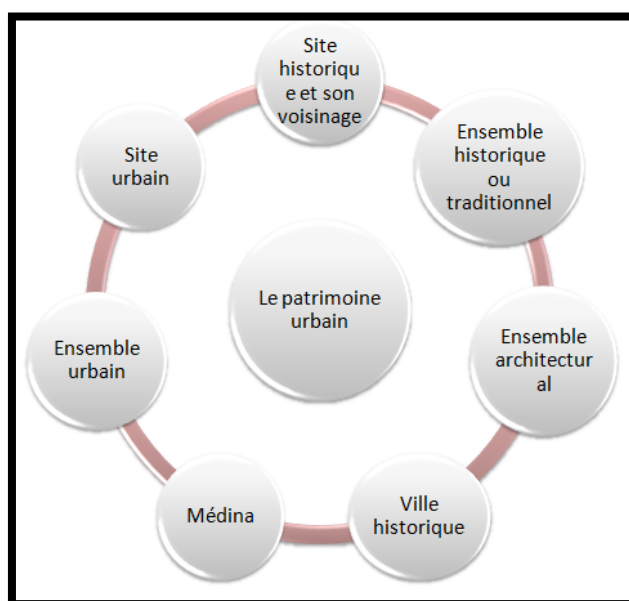 Site
historiqu
e et son
voisinage
Ensemble
historique
ou
traditionnel
Ensemble
architectur
al
Ville
historique
Médina
Ensemble
urbain
Site
urbain
Le patrimoine
urbain